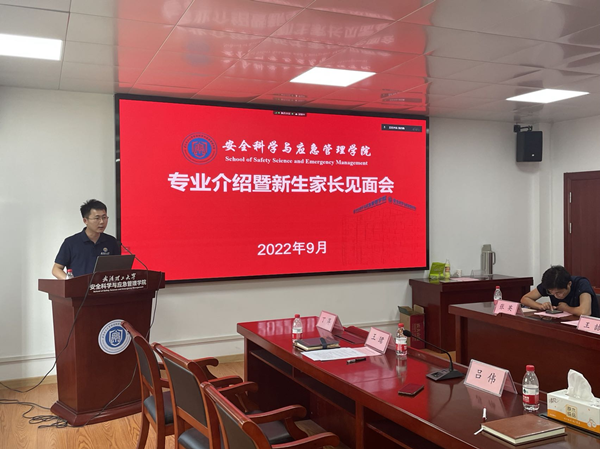 安全科学与应急管理学院
School of Safety Science and Emergency Management
专业介绍暨新生家长见面会
2022年9月
武汉理工大学
安全科学与应急管理学院
吕伟